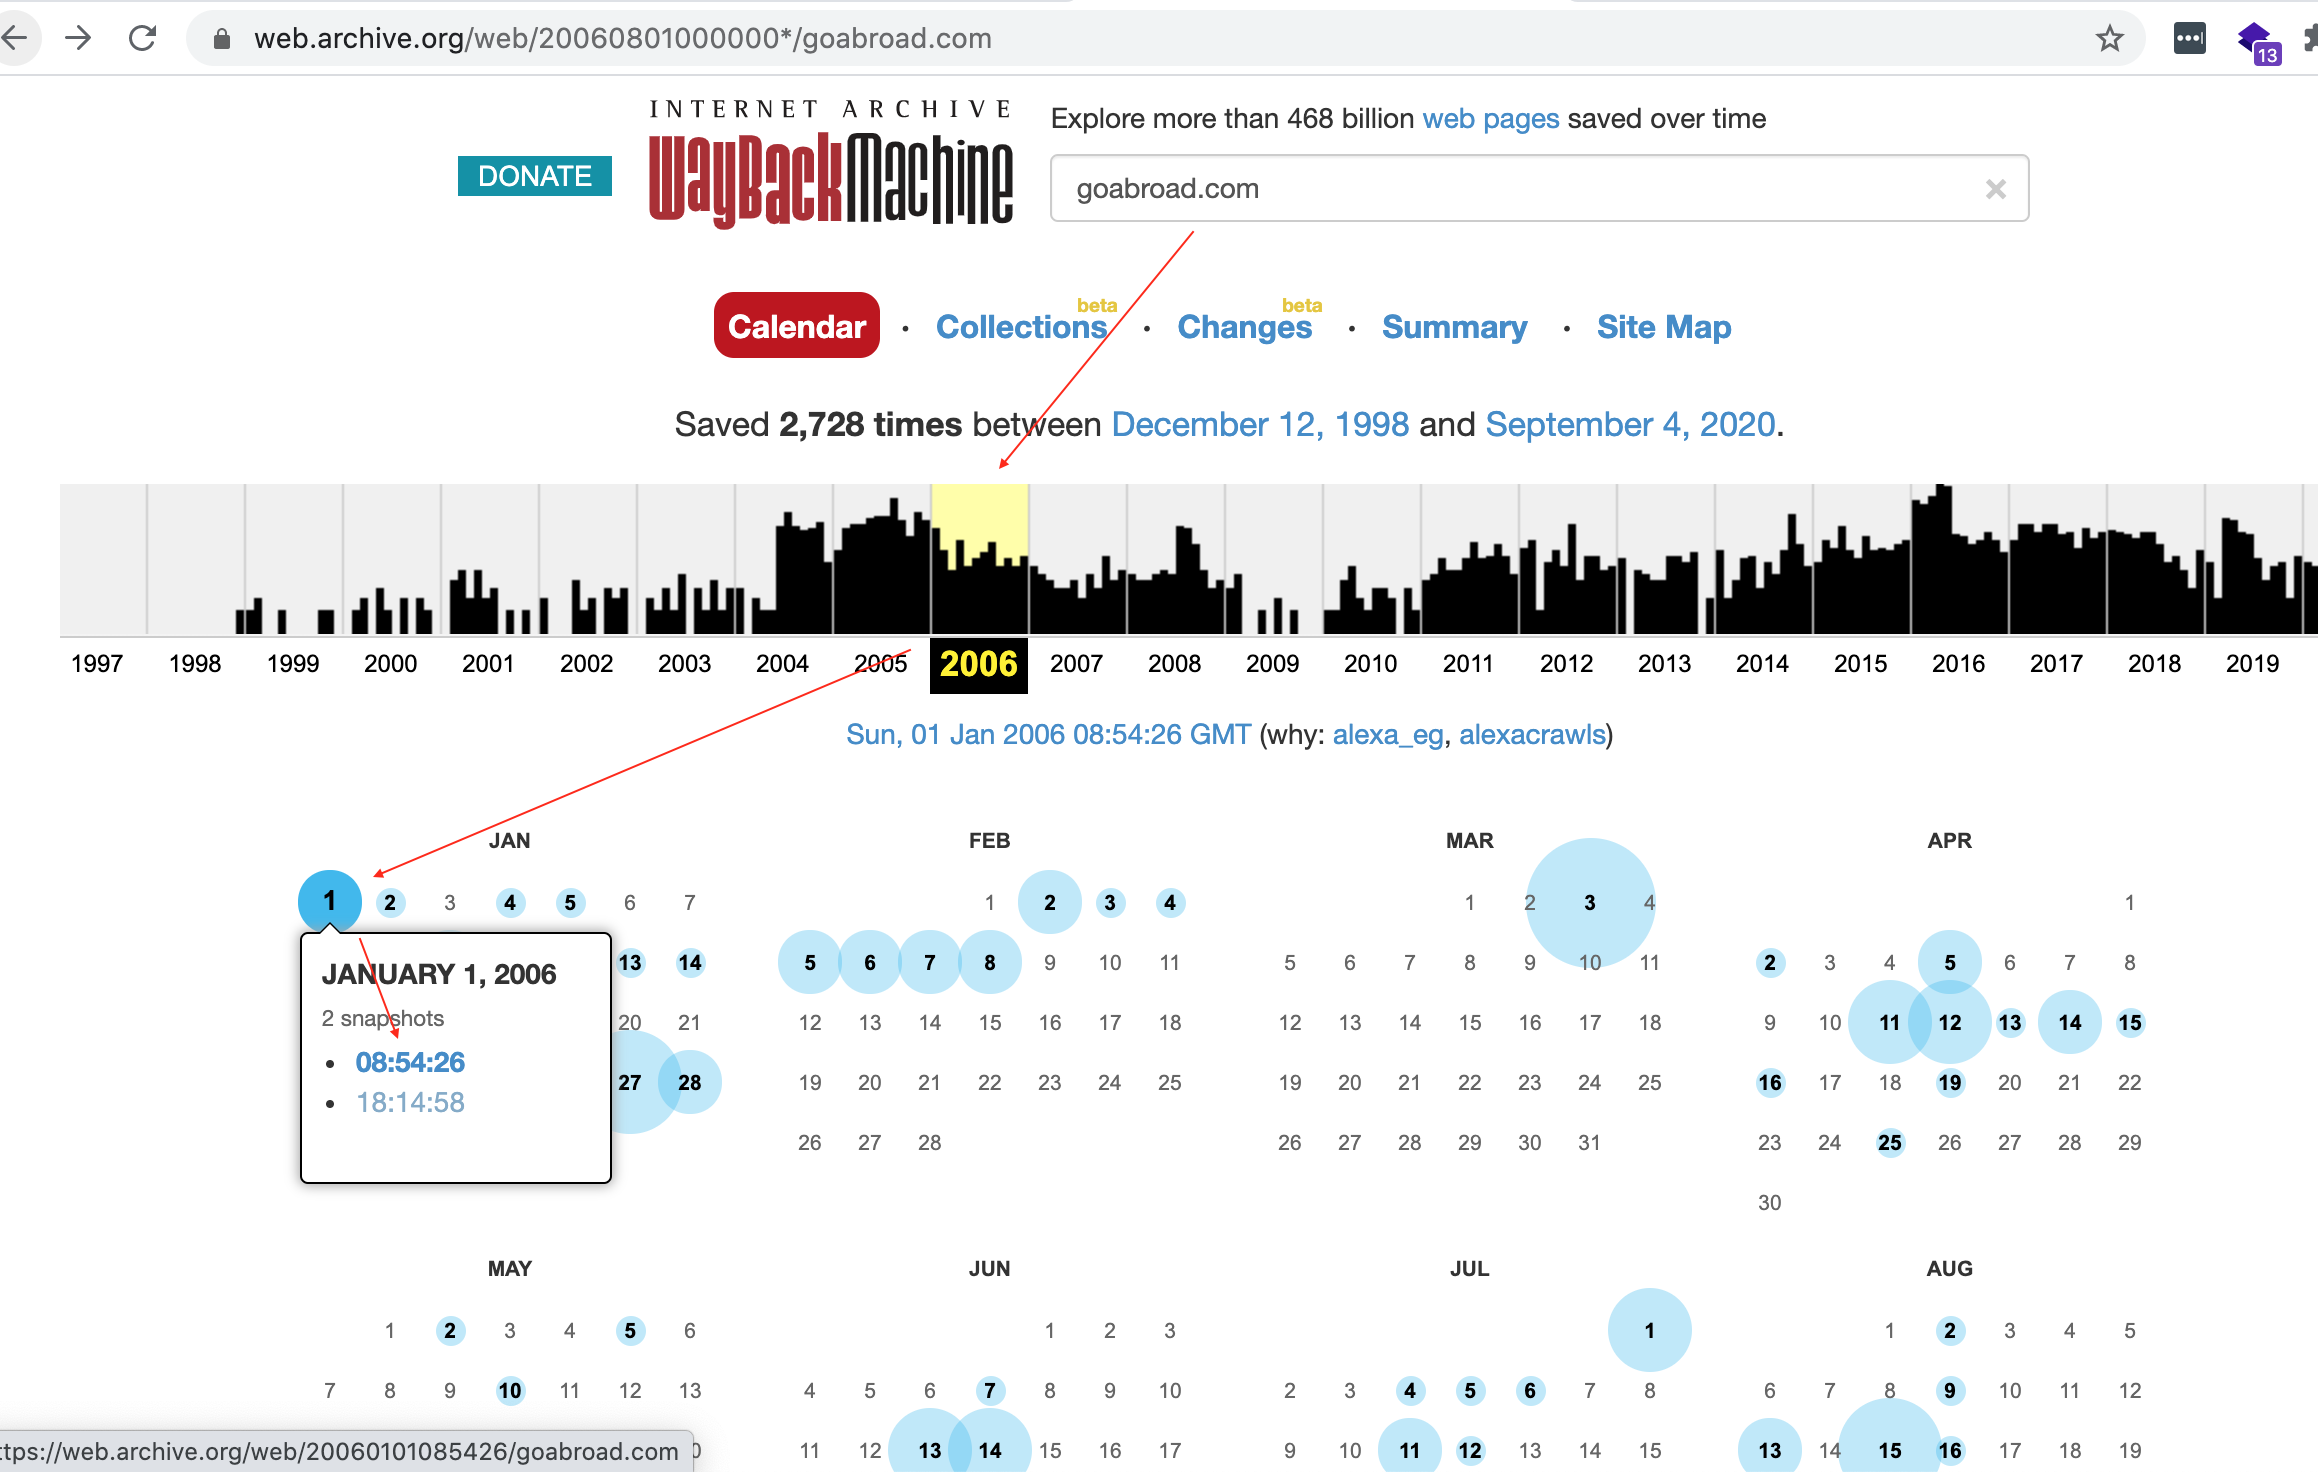 web.archive.org/web/20060801000000*/goabroad.com
13
INTERNET ARCHIVE
WayBackMachine
DONATE
Explore more than 468 billion web pages saved over time
goabroad.com
Calendar · Collections beta · Changes beta · Summary · Site Map
Saved 2,728 times between December 12, 1998 and September 4, 2020.
1997 1998 1999 2000 2001 2002 2003 2004 2005 2006 2007 2008 2009 2010 2011 2012 2013 2014 2015 2016 2017 2018 2019
Sun, 01 Jan 2006 08:54:26 GMT (why: alexa_eg, alexacrawls)
JAN
1 2 3 4 5 6 7
13 14
20 21
27 28
JANUARY 1, 2006
2 snapshots
• 08:54:26
• 18:14:58
FEB
1 2 3 4
5 6 7 8 9 10 11
12 13 14 15 16 17 18
19 20 21 22 23 24 25
26 27 28
MAR
1 2 3 4
5 6 7 8 9 10 11
12 13 14 15 16 17 18
19 20 21 22 23 24 25
26 27 28 29 30 31
APR
1
2 3 4 5 6 7 8
9 10 11 12 13 14 15
16 17 18 19 20 21 22
23 24 25 26 27 28 29
30
MAY
1 2 3 4 5 6
7 8 9 10 11 12 13
JUN
1 2 3
4 5 6 7 8 9 10
11 12 13 14 15 16 17
JUL
1
2 3 4 5 6 7 8
9 10 11 12 13 14 15
AUG
1 2 3 4 5
6 7 8 9 10 11 12
13 14 15 16 17 18 19
ttps://web.archive.org/web/20060101085426/goabroad.com